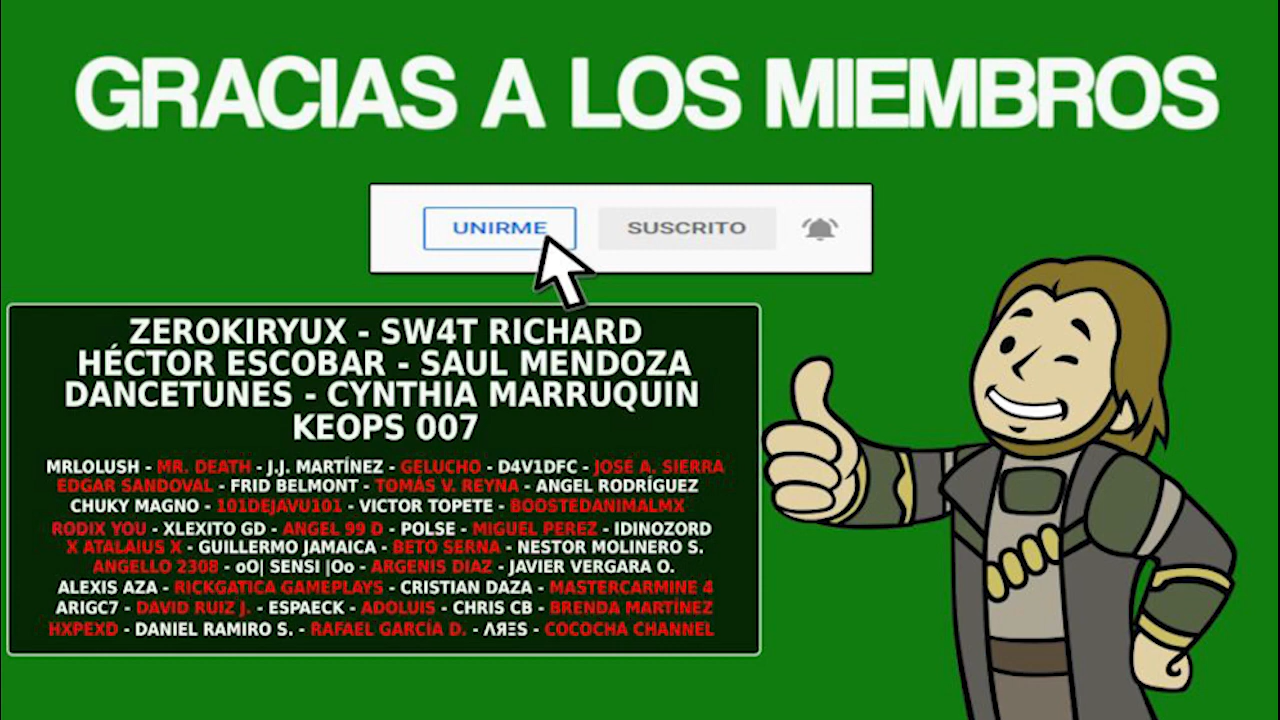 GRACIAS A LOS MIEMBROS
UNIRME SUSCRITO
ZEROKIRYUX - SW4T RICHARD
HÉCTOR ESCOBAR - SAUL MENDOZA
DANCETUNES - CYNTHIA MARRUQUIN
KEOPS 007
MRLOLUSH - MR. DEATH - J.J. MARTÍNEZ - GELUCHO - D4V1DFC - JOSÉ A. SIERRA
EDGAR SANDOVAL - FRID BELMONT - TOMÁS V. REYNA - ANGEL RODRÍGUEZ
CHUKY MAGNO - 101DEJAVU101 - VICTOR TOPETE - BOOSTEDANIMALMX
RODIX YOU - XLEXITO GD - ANGEL 99 D - POLSE - MIGUEL PEREZ - IDINOZORD
X ATALAIUS X - GUILLERMO JAMAICA - BETO SERNA - NESTOR MOLINERO S.
ANGELLO 2308 - oO| SENSI |Oo - ARGENIS DIAZ - JAVIER VERGARA O.
ALEXIS AZA - RICKGATICA GAMEPLAYS - CRISTIAN DAZA - MASTERCARMINE 4
ARIGC7 - DAVID RUIZ J. - ESPAECK - ADOLUIS - CHRIS CB - BRENDA MARTÍNEZ
HXPEXD - DANIEL RAMIRO S. - RAFAEL GARCÍA D. - ΛЯΞS - COCOCHA CHANNEL